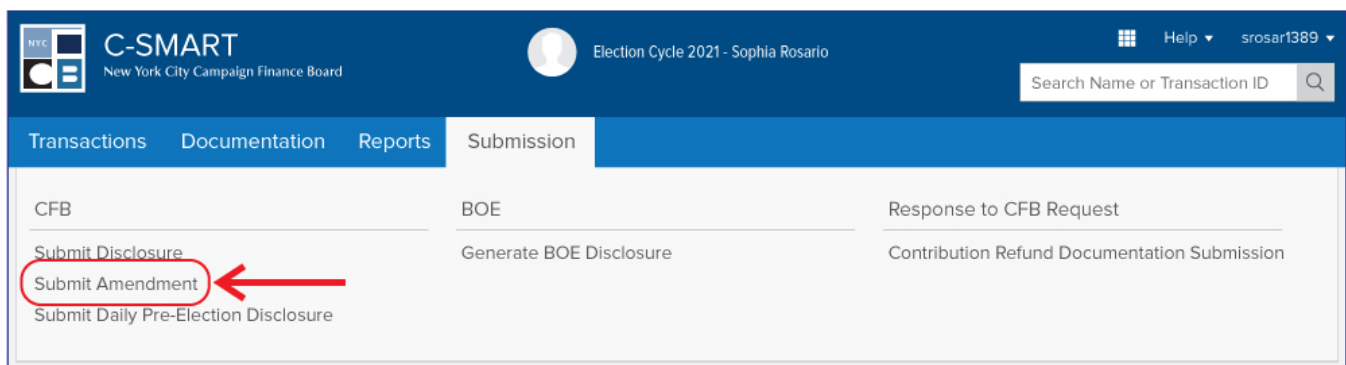 NYC
CB
C-SMART
New York City Campaign Finance Board
Election Cycle 2021 - Sophia Rosario
Help srosar1389
Search Name or Transaction ID
Transactions Documentation Reports Submission
CFB BOE Response to CFB Request
Submit Disclosure Generate BOE Disclosure Contribution Refund Documentation Submission
Submit Amendment
Submit Daily Pre-Election Disclosure